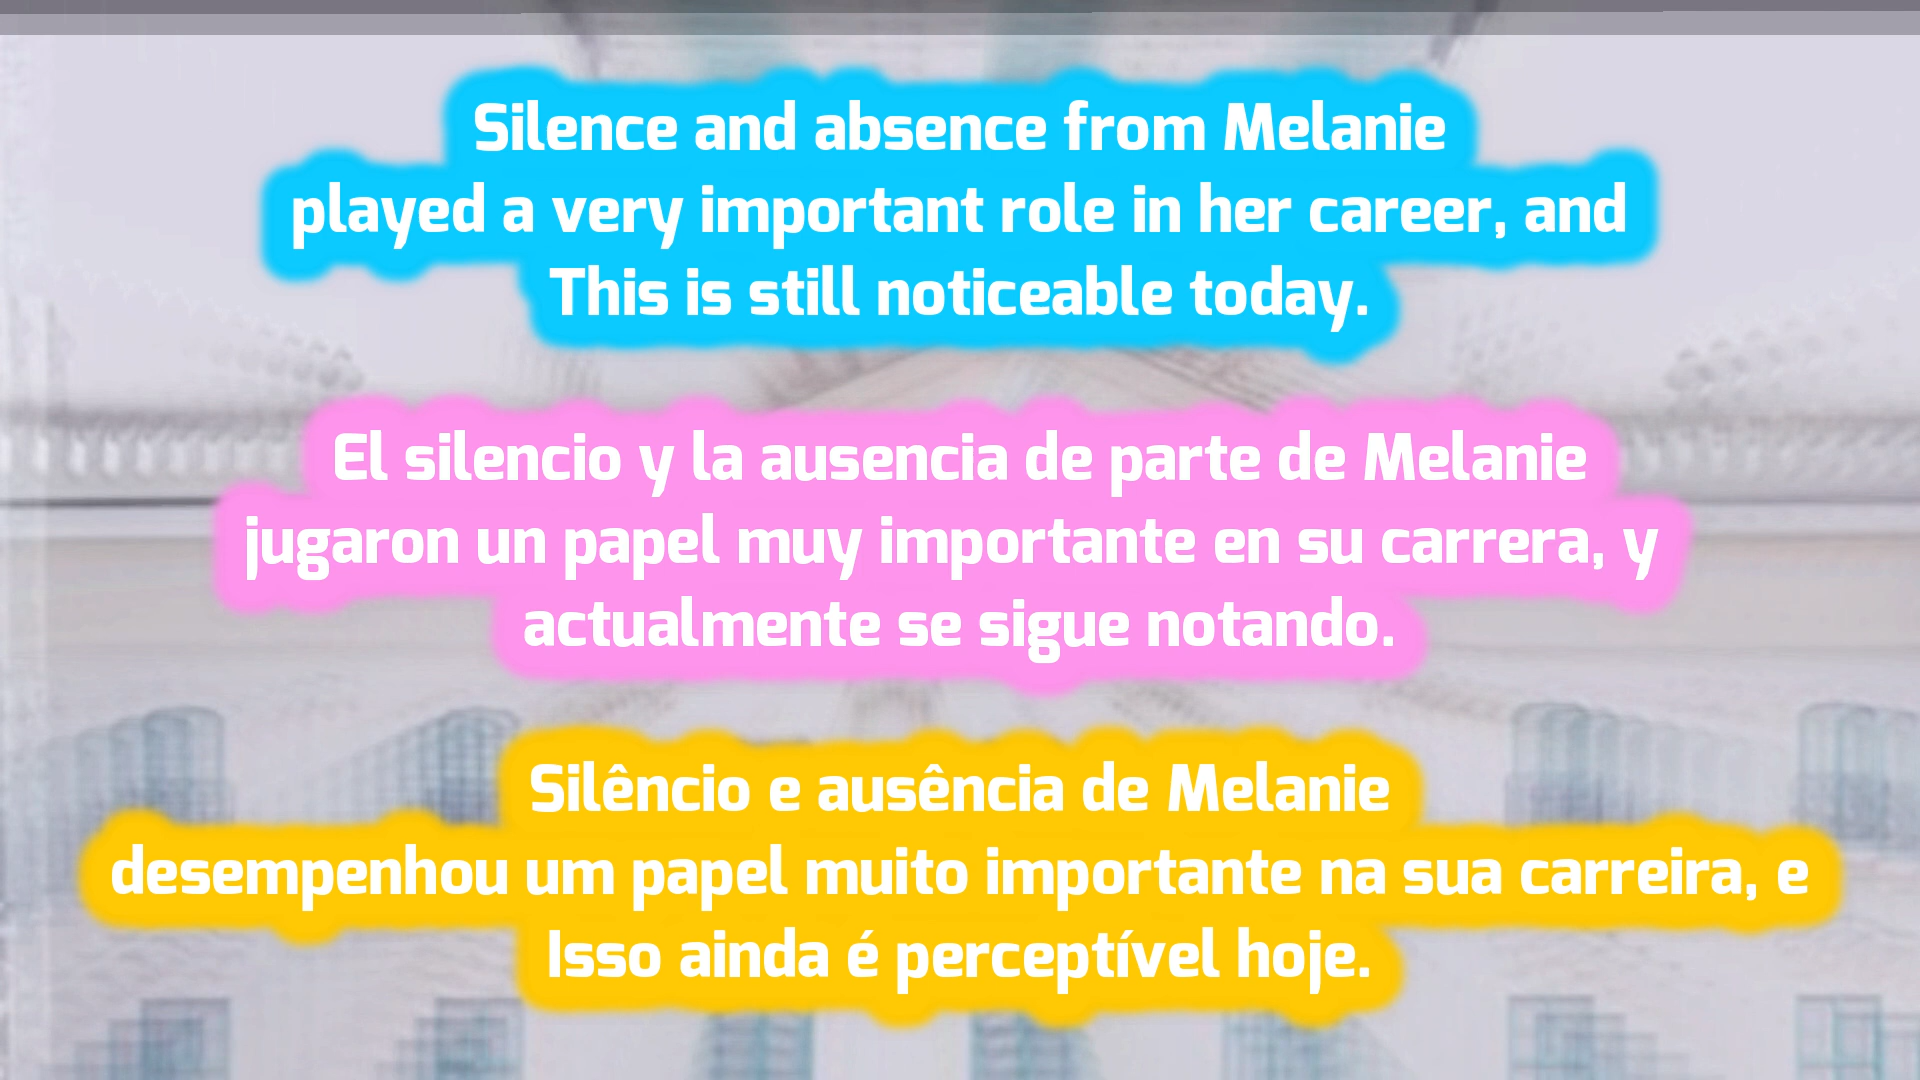 Silence and absence from Melanie
played a very important role in her career, and
This is still noticeable today.
El silencio y la ausencia de parte de Melanie
jugaron un papel muy importante en su carrera, y
actualmente se sigue notando.
Silêncio e ausência de Melanie
desempenhou um papel muito importante na sua carreira, e
Isso ainda é perceptível hoje.